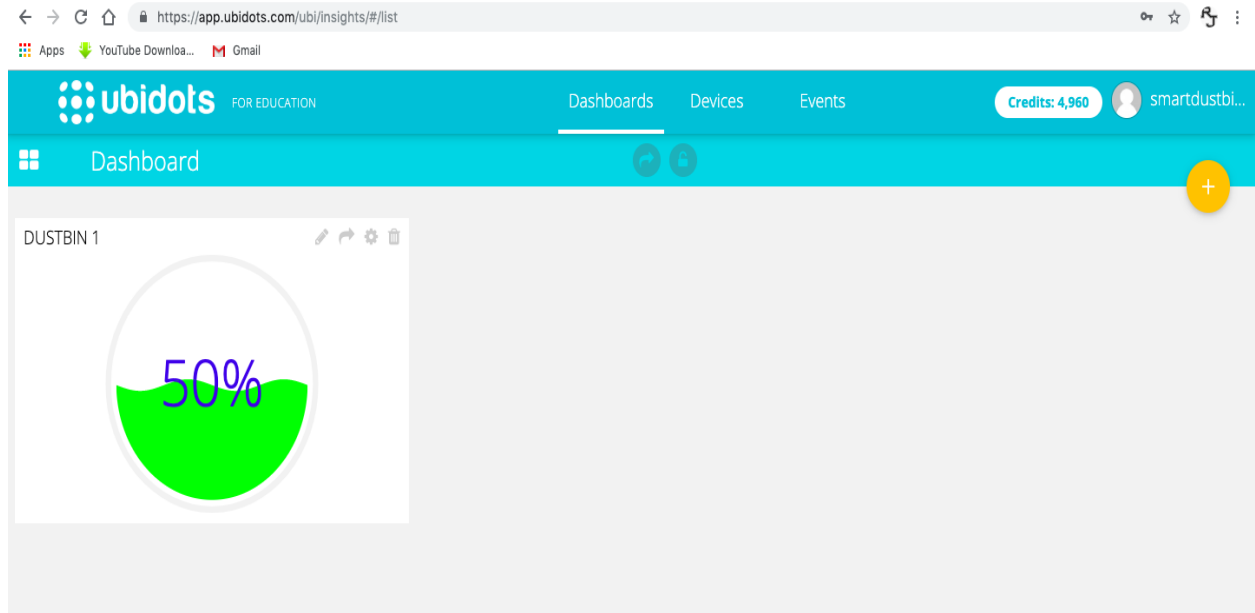 https://app.ubidots.com/ubi/insights/#/list
Apps YouTube Downloa... Gmail
ubidots FOR EDUCATION Dashboards Devices Events Credits: 4,960 smartdustbi...
Dashboard
DUSTBIN 1
50%